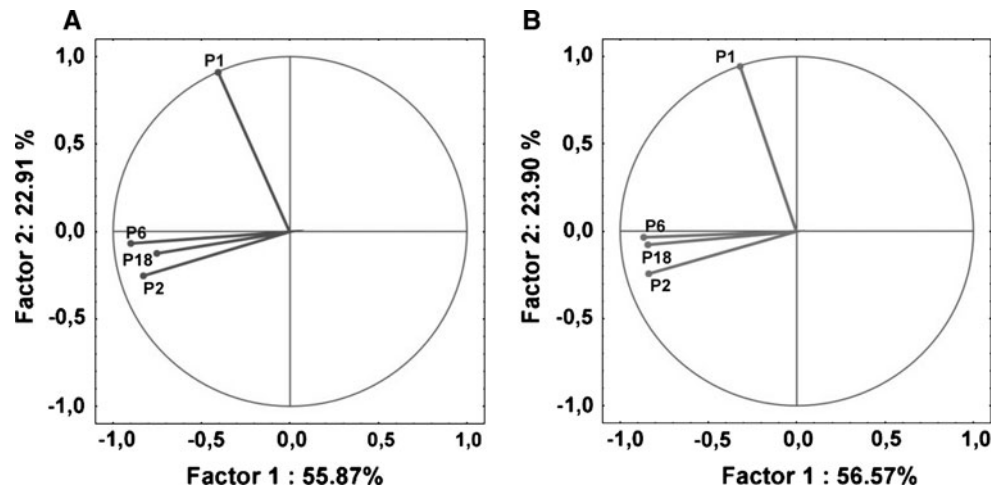 A
1,0
0,5
0,0
-0,5
-1,0
Factor 2: 22.91 %
P1
P6
P18
P2
-1,0 -0,5 0,0 0,5 1,0
Factor 1 : 55.87%
B
1,0
0,5
0,0
-0,5
-1,0
Factor 2: 23.90 %
P1
P6
P18
P2
-1,0 -0,5 0,0 0,5 1,0
Factor 1 : 56.57%